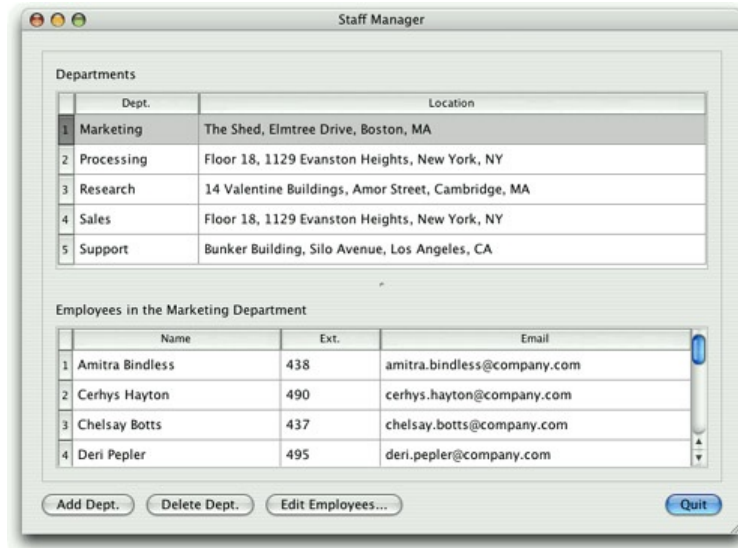 Staff Manager
Departments
Dept. Location
1 Marketing The Shed, Elmtree Drive, Boston, MA
2 Processing Floor 18, 1129 Evanston Heights, New York, NY
3 Research 14 Valentine Buildings, Amor Street, Cambridge, MA
4 Sales Floor 18, 1129 Evanston Heights, New York, NY
5 Support Bunker Building, Silo Avenue, Los Angeles, CA
Employees in the Marketing Department
Name Ext. Email
1 Amitra Bindless 438 amitra.bindless@company.com
2 Cerhys Hayton 490 cerhys.hayton@company.com
3 Chelsay Botts 437 chelsay.botts@company.com
4 Deri Pepler 495 deri.pepler@company.com
Add Dept. Delete Dept. Edit Employees... Quit